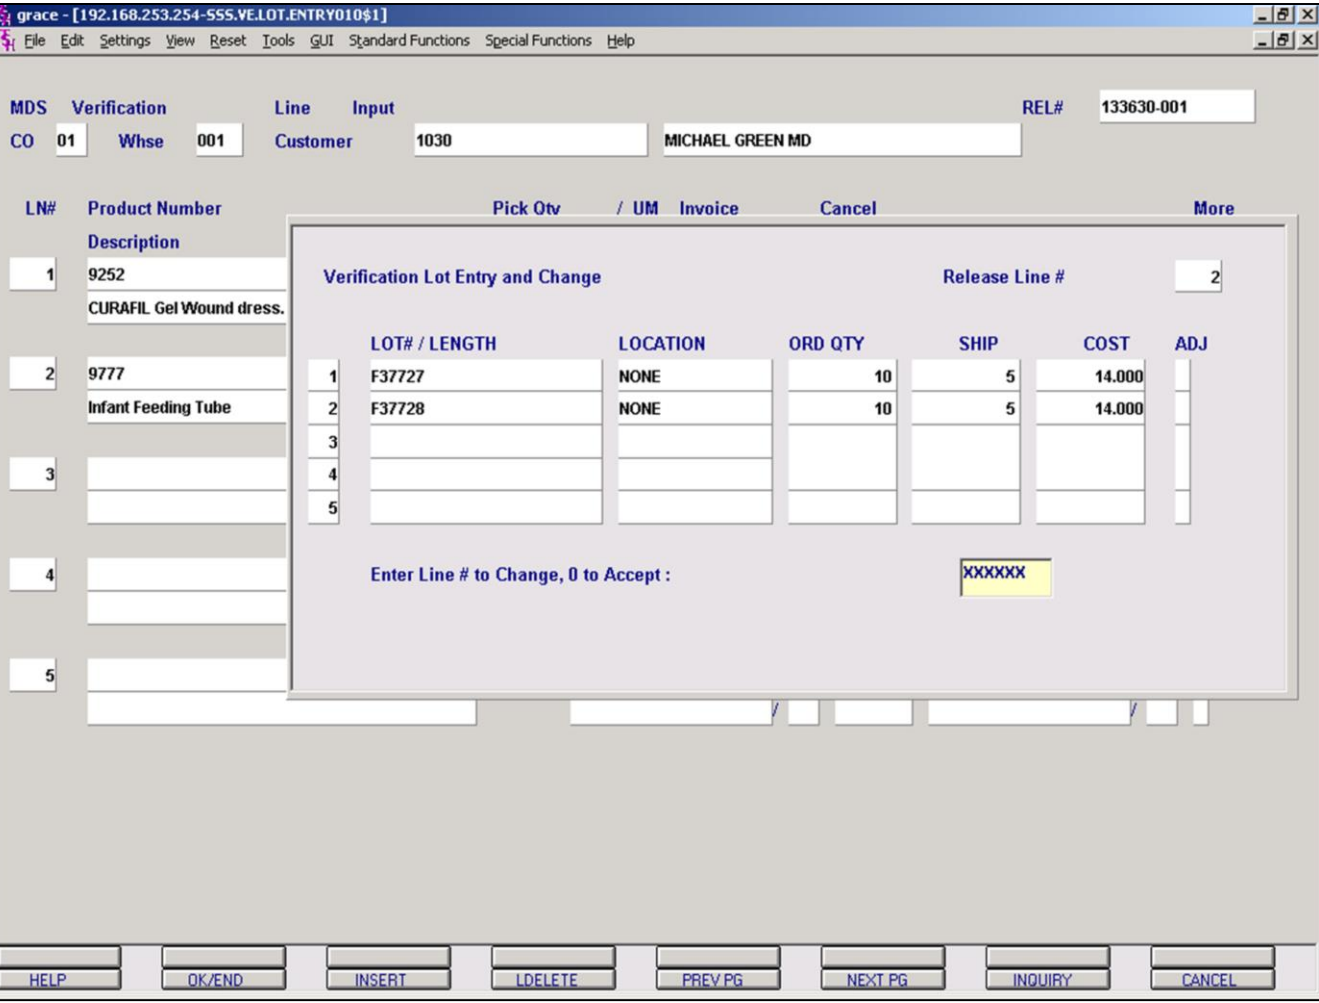 grace - [192.168.253.254-SSS.VE.LOT.ENTRY010$1]
File Edit Settings View Reset Tools GUI Standard Functions Special Functions Help
MDS Verification Line Input REL# 133630-001
CO 01 Whse 001 Customer 1030 MICHAEL GREEN MD
LN# Product Number Pick Qty / UM Invoice Cancel More
Description
1 9252
CURAFIL Gel Wound dress.
2 9777
Infant Feeding Tube
3
4
5
/ /
Verification Lot Entry and Change Release Line # 2
LOT# / LENGTH LOCATION ORD QTY SHIP COST ADJ
1 F37727 NONE 10 5 14.000
2 F37728 NONE 10 5 14.000
3
4
5
Enter Line # to Change, 0 to Accept : XXXXXX
HELP OK/END INSERT LDELETE PREV PG NEXT PG INQUIRY CANCEL